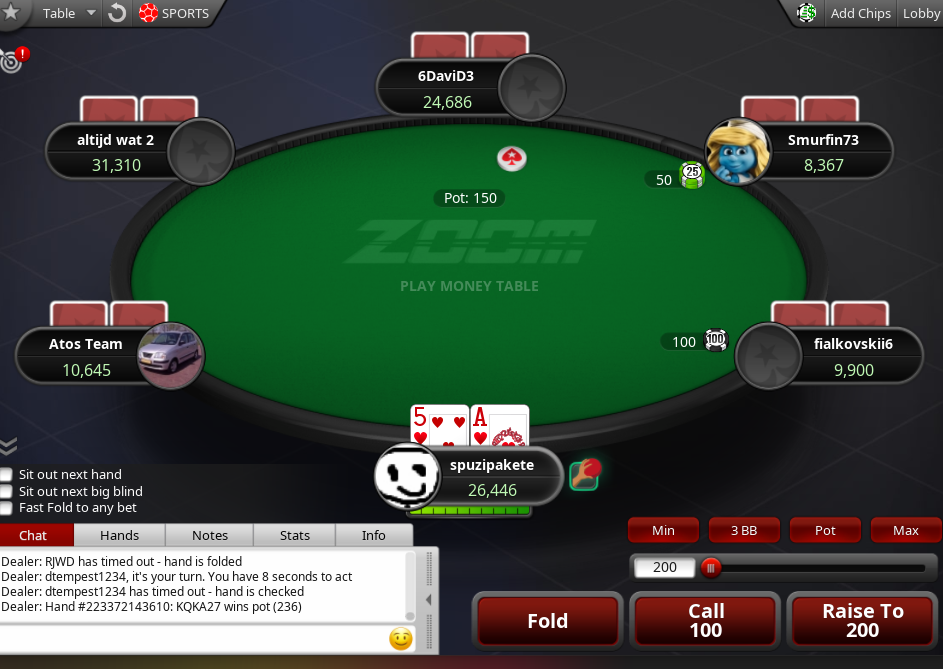 Table
SPORTS
Add Chips
Lobby
!
6DaviD3
24,686
altijd wat 2
31,310
Smurfin73
8,367
50
25
Pot: 150
ZOOM
PLAY MONEY TABLE
Atos Team
10,645
100
100
fialkovskii6
9,900
5
A
spuzipakete
26,446
Sit out next hand
Sit out next big blind
Fast Fold to any bet
Chat
Hands
Notes
Stats
Info
Min
3 BB
Pot
Max
Dealer: RJWD has timed out - hand is folded
Dealer: dtempest1234, it's your turn. You have 8 seconds to act
Dealer: dtempest1234 has timed out - hand is checked
Dealer: Hand #223372143610: KQKA27 wins pot (236)
200
Fold
Call
100
Raise To
200